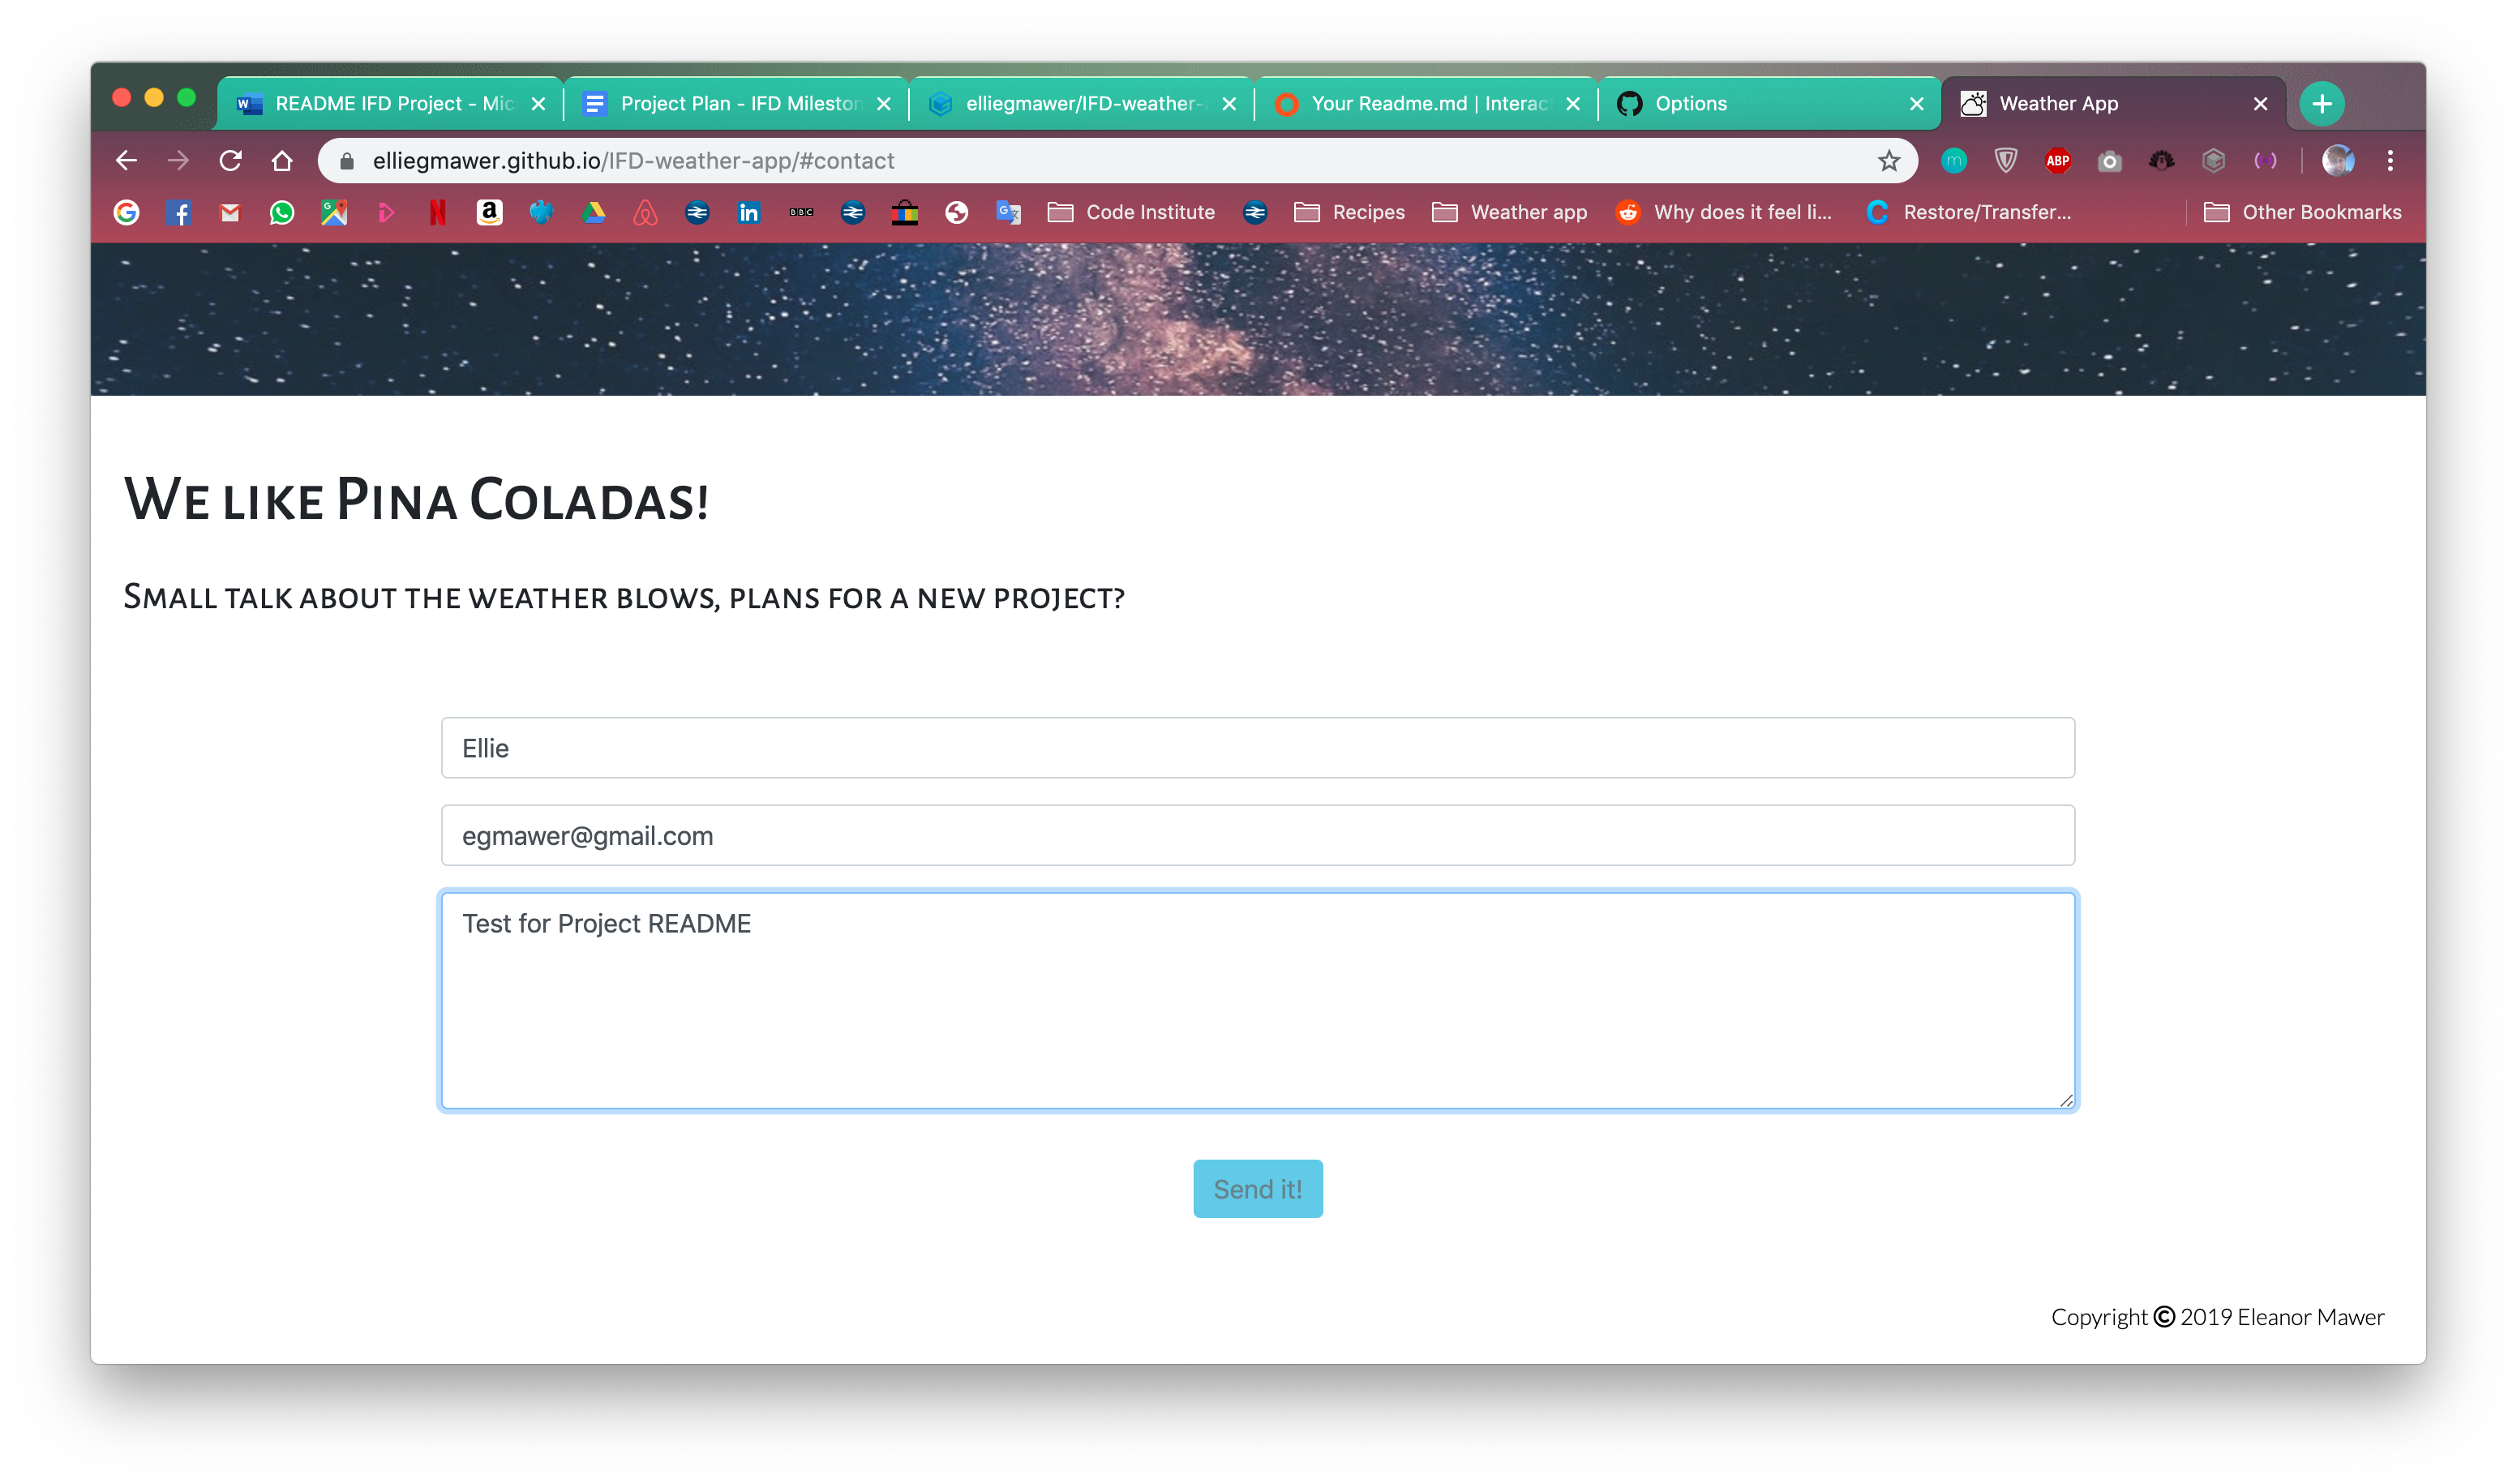 README IFD Project - Mic
Project Plan - IFD Mileston
elliegmawer/IFD-weather-
Your Readme.md | Interac
Options
Weather App
elliegmawer.github.io/IFD-weather-app/#contact
m
ABP
BBC
Code Institute
Recipes
Weather app
Why does it feel li...
Restore/Transfer...
Other Bookmarks
We like Pina Coladas!
Small talk about the weather blows, plans for a new project?
Ellie
egmawer@gmail.com
Test for Project README
Send it!
Copyright © 2019 Eleanor Mawer